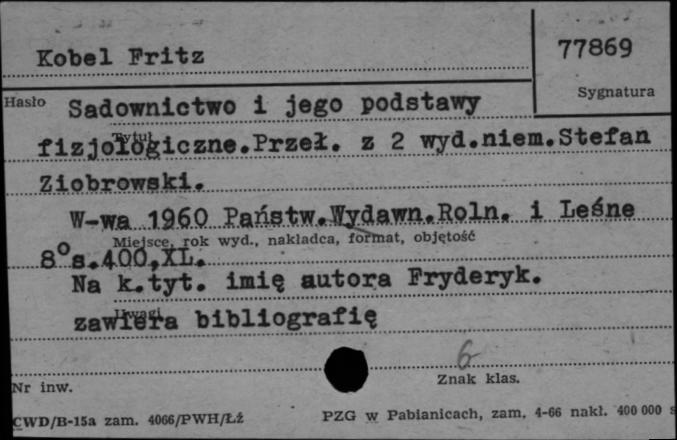 Kobel Fritz
77869
Sygnatura
Hasło
Sadownictwo i jego podstawy
Tytuł
fizjologiczne.Przeł. z 2 wyd.niem.Stefan
Ziobrowski.
W-wa 1960 Państw.Wydawn.Roln. i Leśne
Miejsce, rok wyd., nakładca, format, objętość
8° s.400,XL.
Na k.tyt. imię autora Fryderyk.
Uwagi
zawiera bibliografię
6
Nr inw.
Znak klas.
CWD/B-15a zam. 4066/PWH/Łź
PZG w Pabianicach, zam. 4-66 nakł. 400 000 s